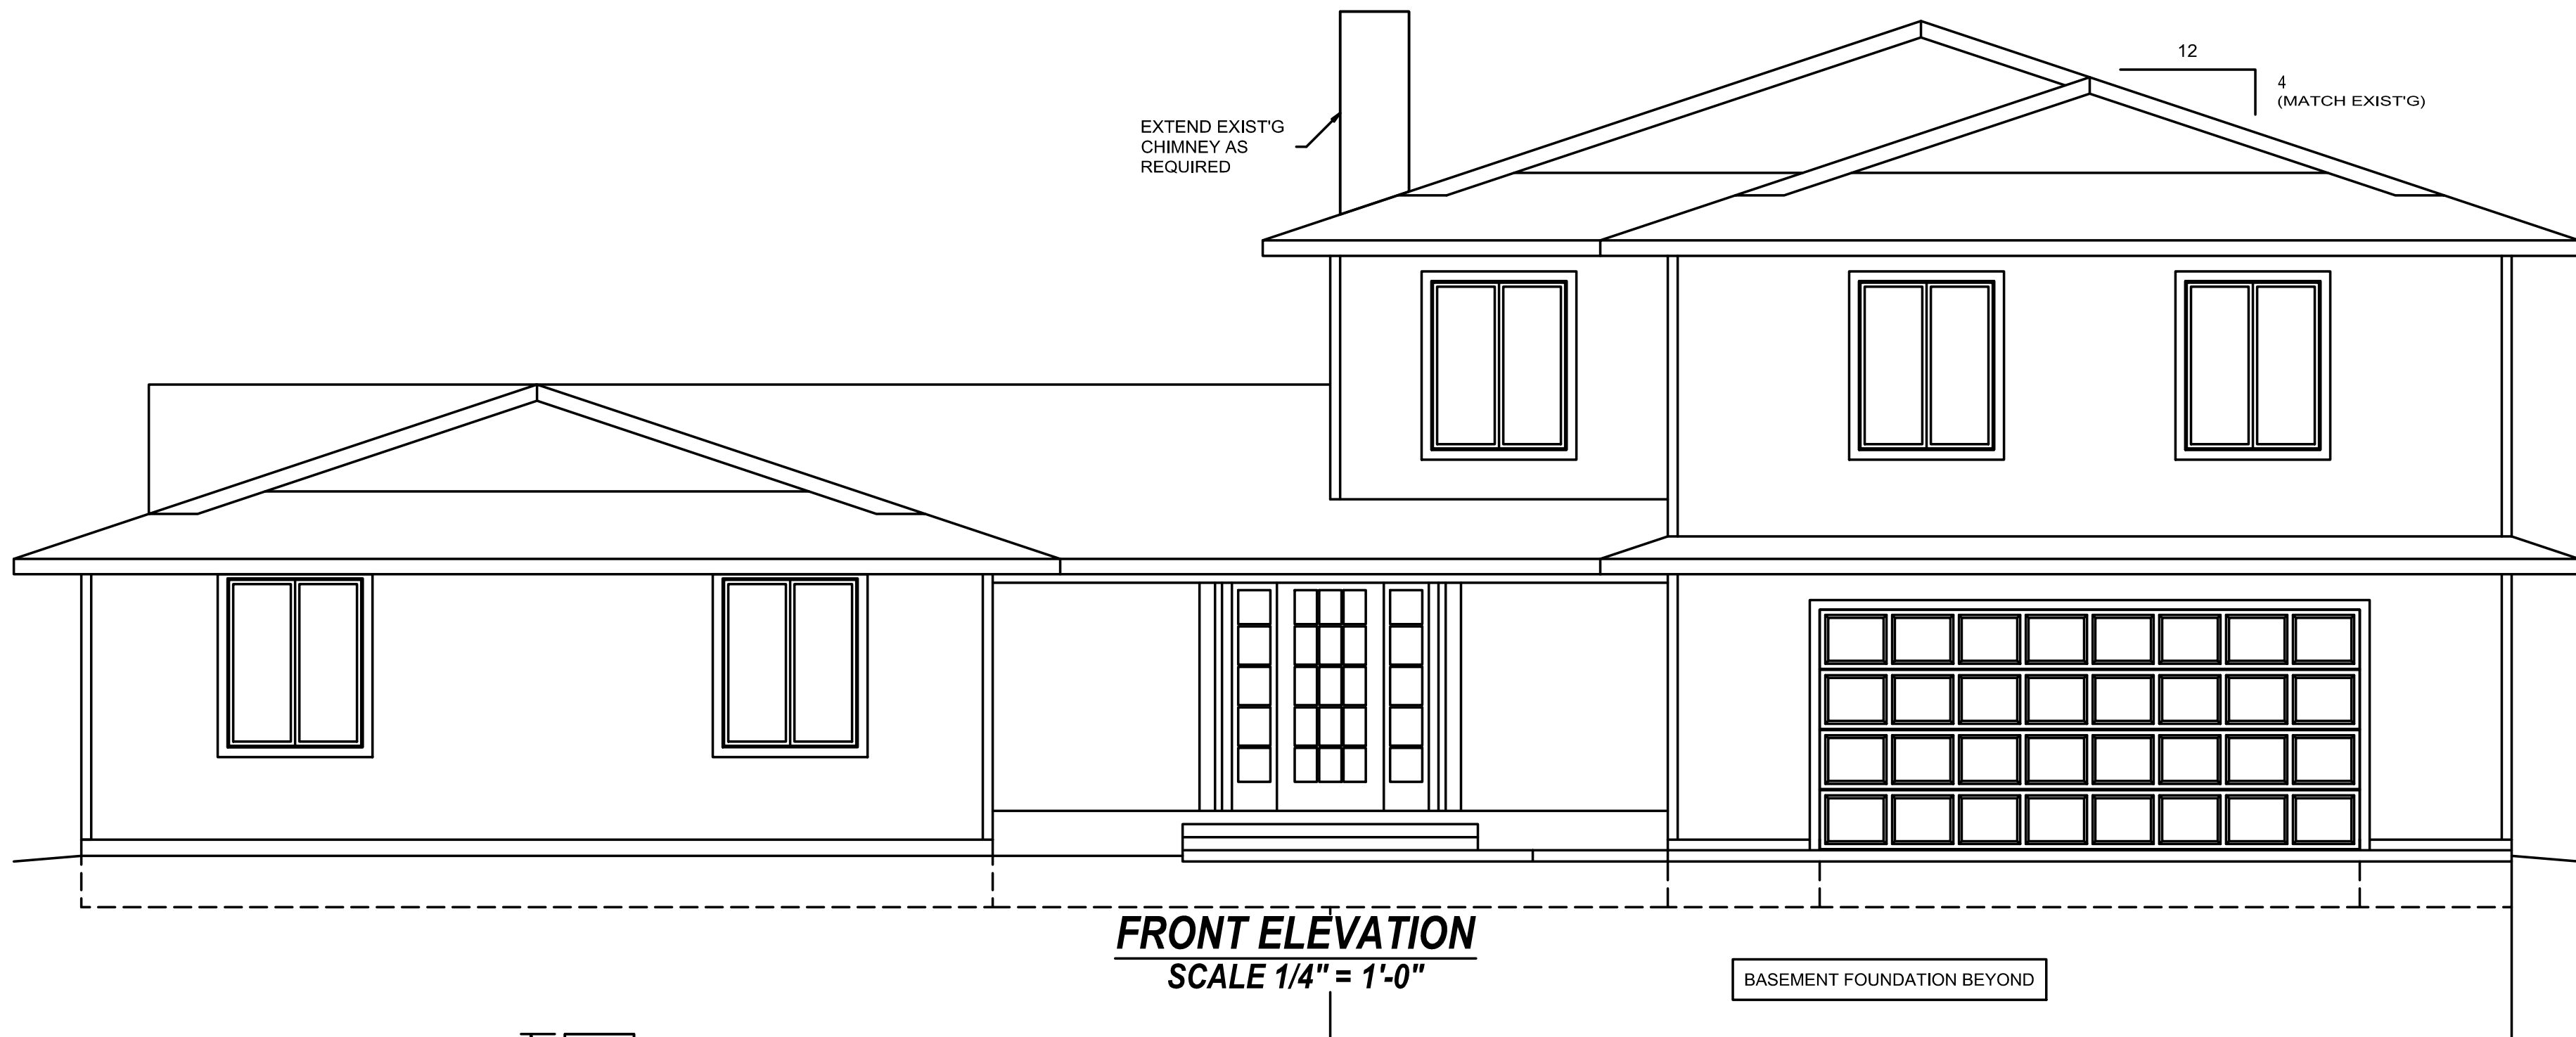 12
4
(MATCH EXIST'G)
EXTEND EXIST'G
CHIMNEY AS
REQUIRED
FRONT ELEVATION
SCALE 1/4" = 1'-0"
BASEMENT FOUNDATION BEYOND